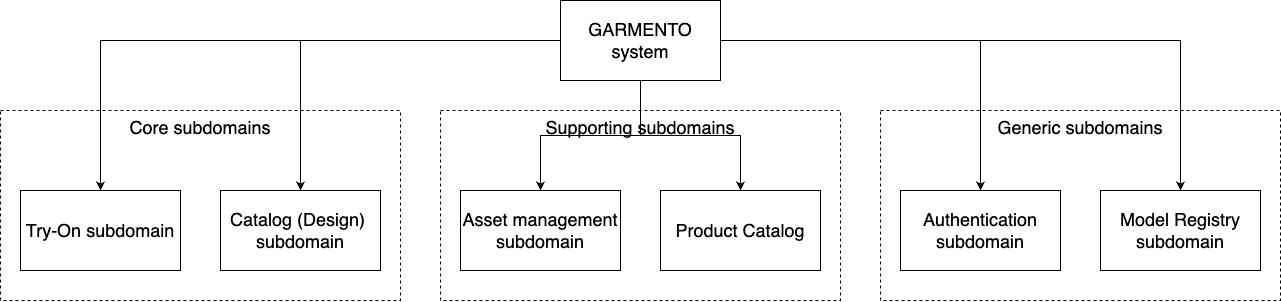 GARMENTO
system
Core subdomains
Supporting subdomains
Generic subdomains
Try-On subdomain
Catalog (Design)
subdomain
Asset management
subdomain
Product Catalog
Authentication
subdomain
Model Registry
subdomain